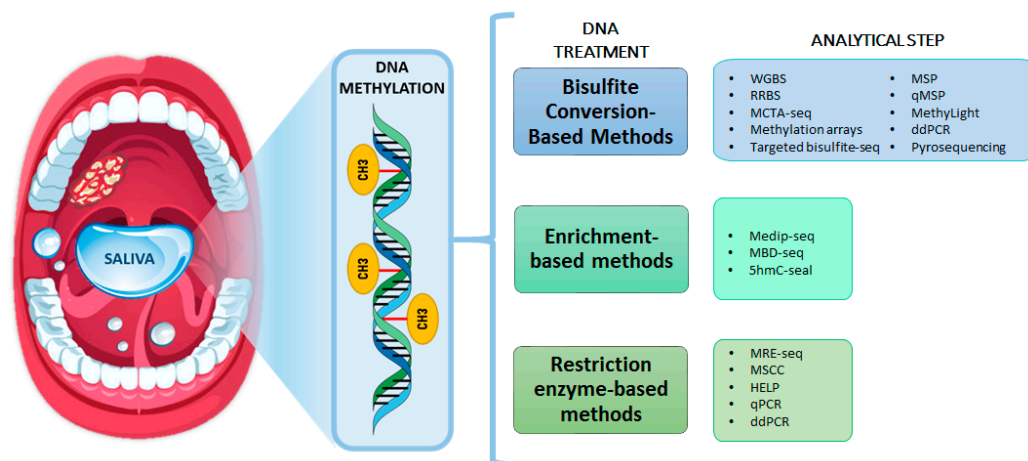 SALIVA
DNA
METHYLATION
CH3
CH3
CH3
DNA
TREATMENT
ANALYTICAL STEP
Bisulfite
Conversion-
Based Methods
• WGBS
• RRBS
• MCTA-seq
• Methylation arrays
• Targeted bisulfite-seq
• MSP
• qMSP
• MethyLight
• ddPCR
• Pyrosequencing
Enrichment-
based methods
• Medip-seq
• MBD-seq
• 5hmC-seal
Restriction
enzyme-based
methods
• MRE-seq
• MSCC
• HELP
• qPCR
• ddPCR